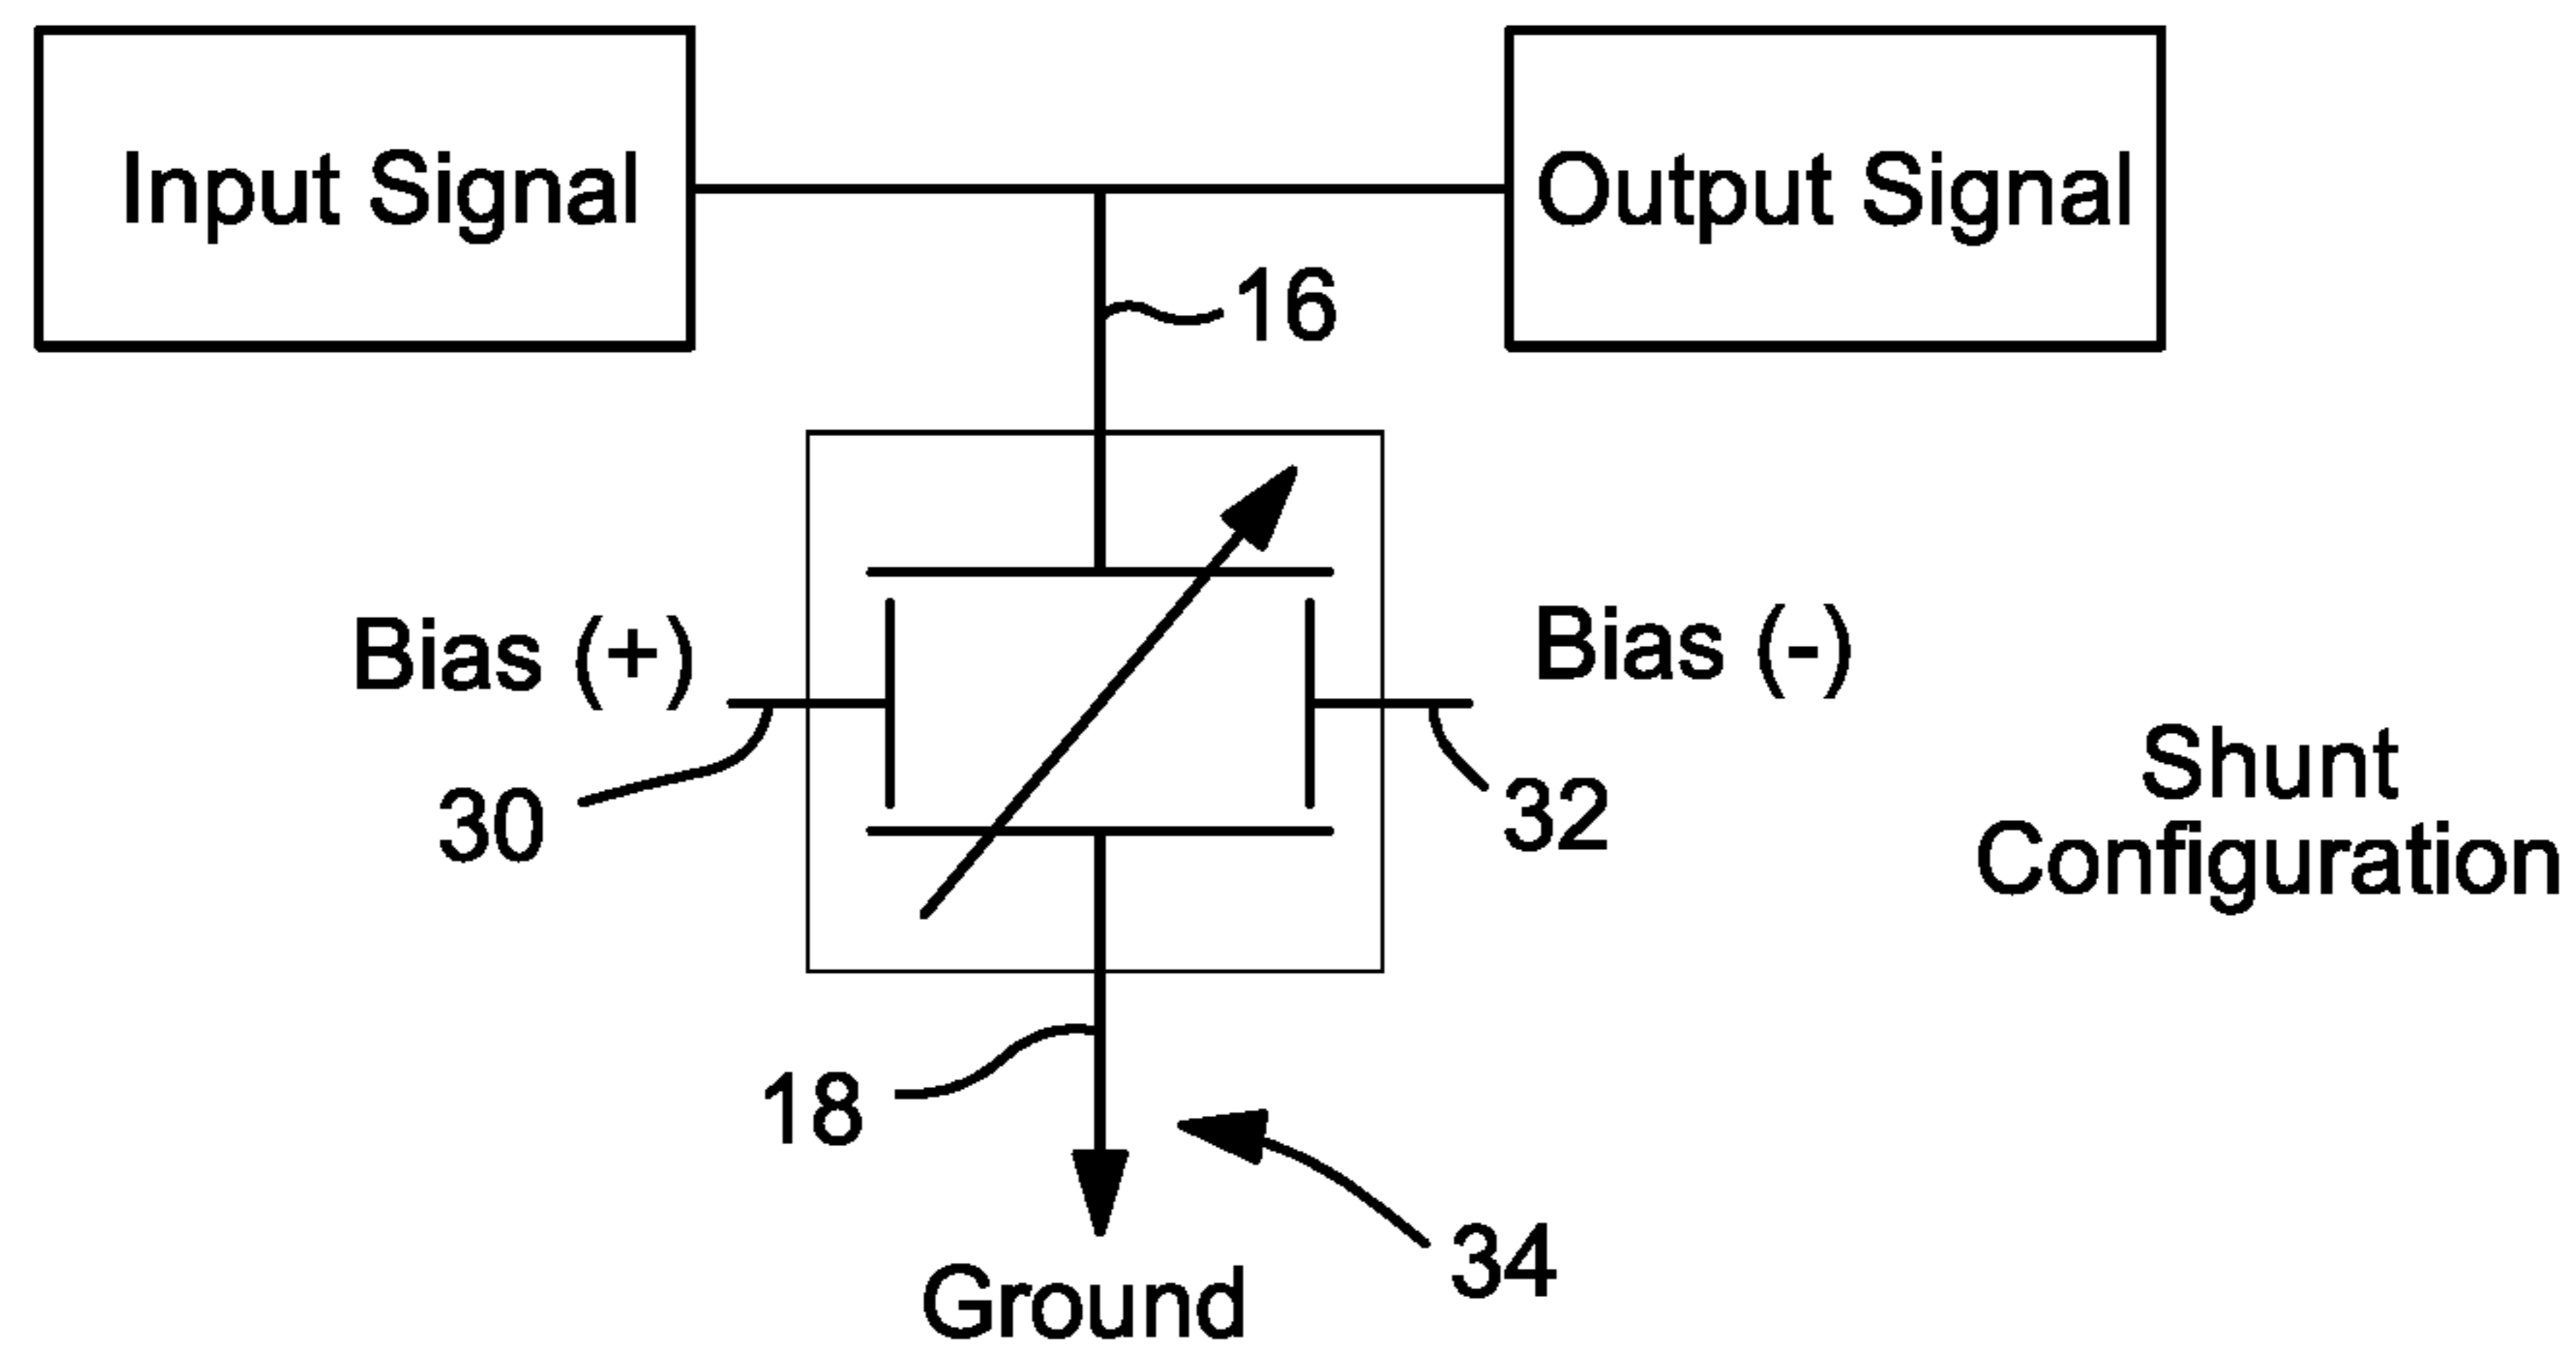 Input Signal
Output Signal
16
Bias (+)
Bias (-)
30
32
Shunt
Configuration
18
34
Ground